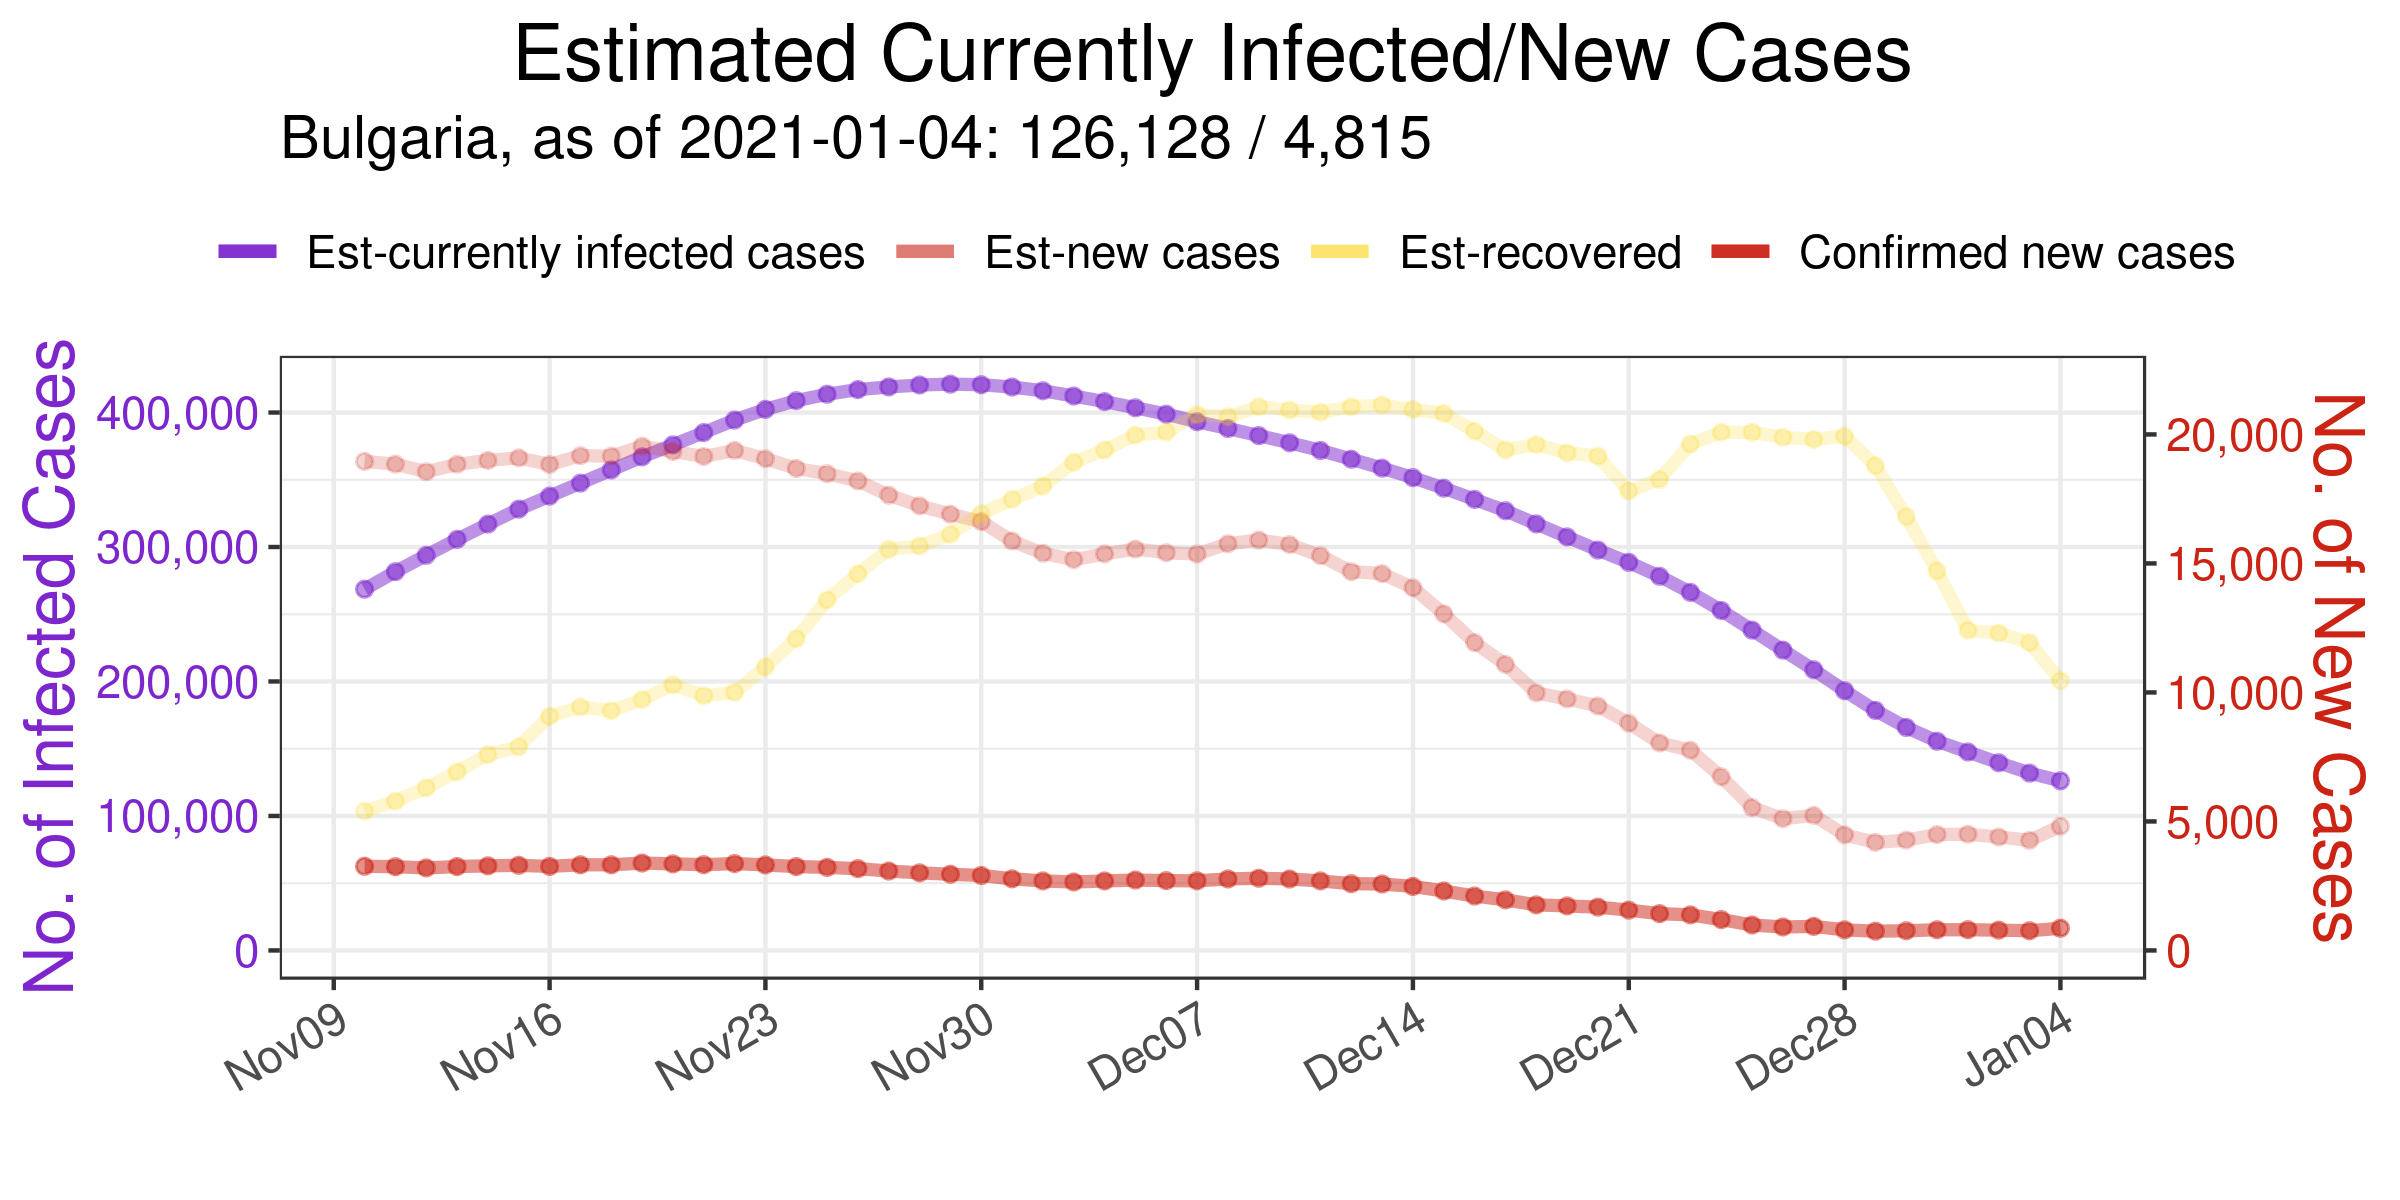 Estimated Currently Infected/New Cases
Bulgaria, as of 2021-01-04: 126,128 / 4,815
Est-currently infected cases Est-new cases Est-recovered Confirmed new cases
No. of Infected Cases
400,000
300,000
200,000
100,000
0
No. of New Cases
20,000
15,000
10,000
5,000
0
Nov09 Nov16 Nov23 Nov30 Dec07 Dec14 Dec21 Dec28 Jan04